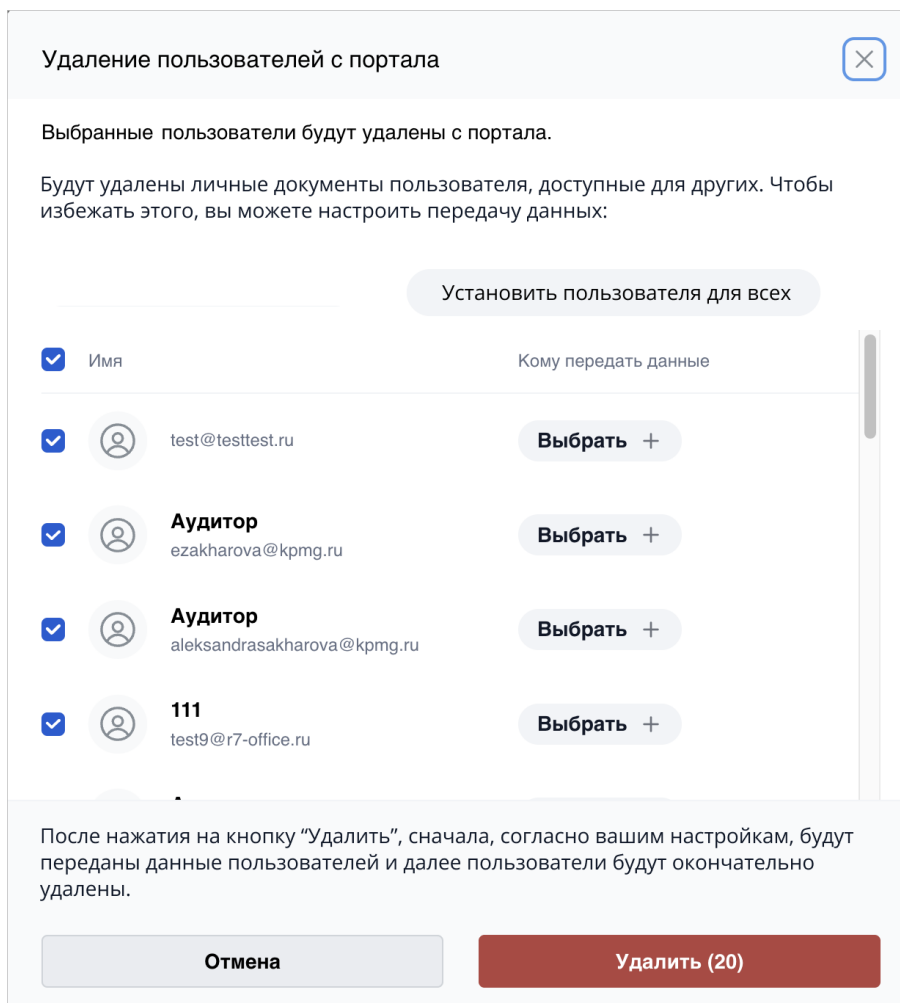 Удаление пользователей с портала
Выбранные пользователи будут удалены с портала.
Будут удалены личные документы пользователя, доступные для других. Чтобы
избежать этого, вы можете настроить передачу данных:
Установить пользователя для всех
Имя
Кому передать данные
test@testtest.ru
Выбрать
Аудитор
ezakharova@kpmg.ru
Выбрать
Аудитор
aleksandrasakharova@kpmg.ru
Выбрать
111
test9@r7-office.ru
Выбрать
После нажатия на кнопку “Удалить”, сначала, согласно вашим настройкам, будут
переданы данные пользователей и далее пользователи будут окончательно
удалены.
Отмена
Удалить (20)